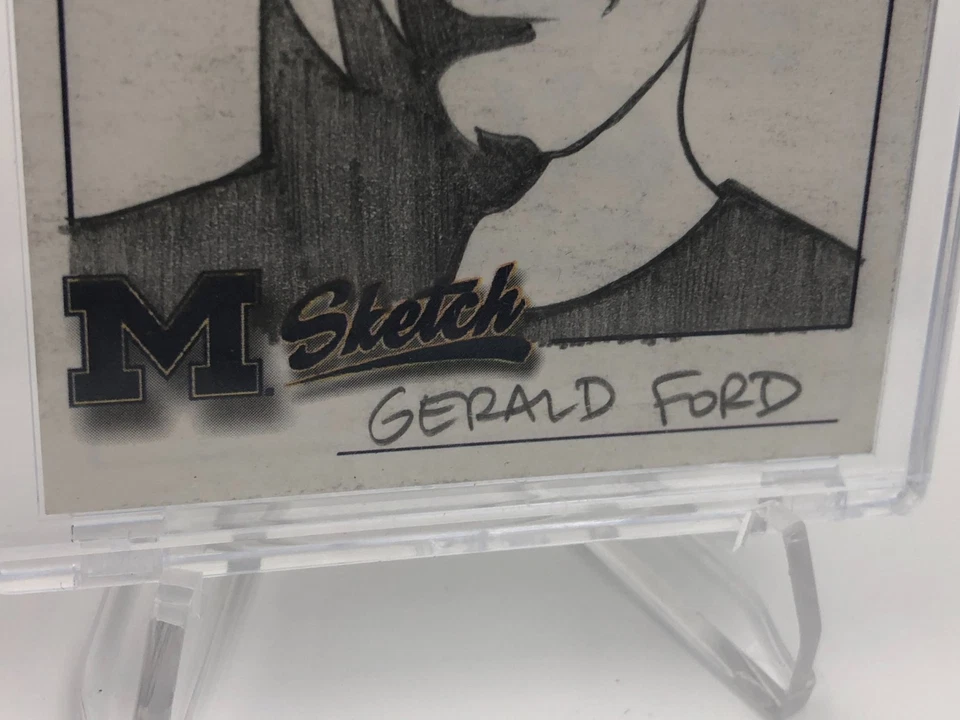 M. Sketch
GERALD FORD